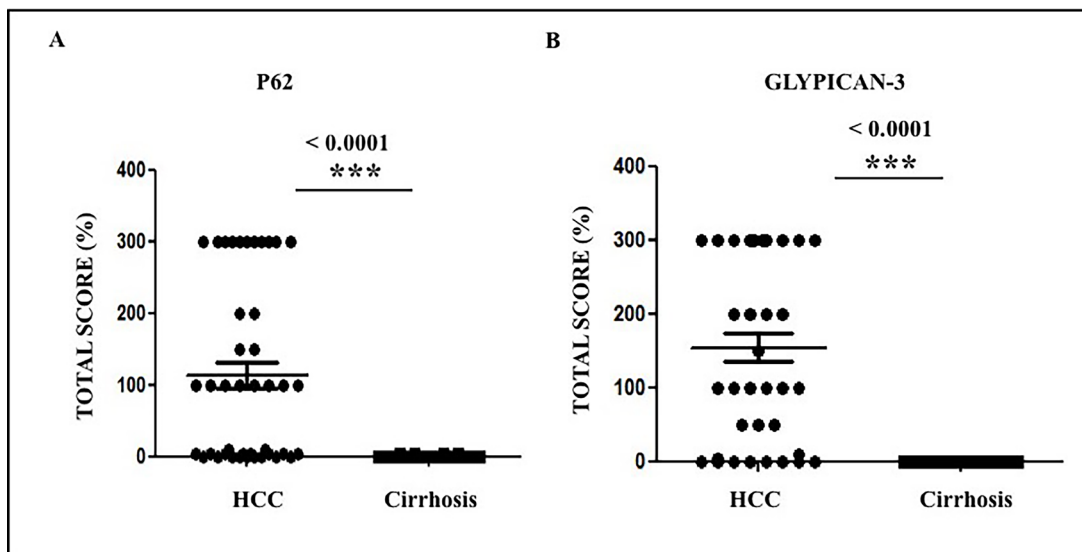 A
P62
< 0.0001
***
TOTAL SCORE (%)
400
300
200
100
0
HCC
Cirrhosis
B
GLYPICAN-3
< 0.0001
***
TOTAL SCORE (%)
400
300
200
100
0
HCC
Cirrhosis